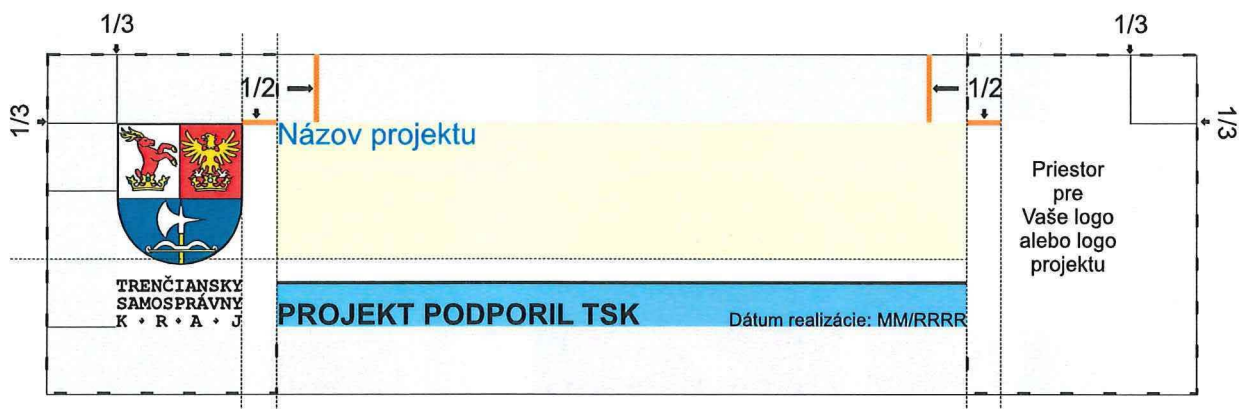 1/3
1/3
1/2
1/2
1/3
1/3
Názov projektu
Priestor
pre
Vaše logo
alebo logo
projektu
TRENČIANSKY
SAMOSPRÁVNY
K • R • A • J
PROJEKT PODPORIL TSK
Dátum realizácie: MM/RRRR